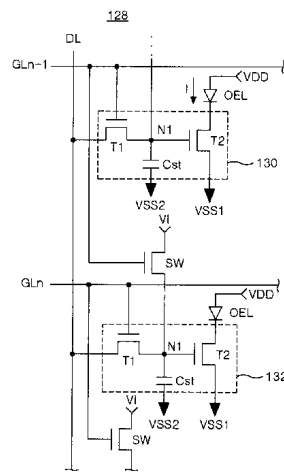 128
DL
GLn-1
VDD
I
OEL
N1
T1
T2
Cst
130
VSS2
VSS1
VI
SW
GLn
VDD
OEL
N1
T1
T2
Cst
132
VI
VSS2
VSS1
SW